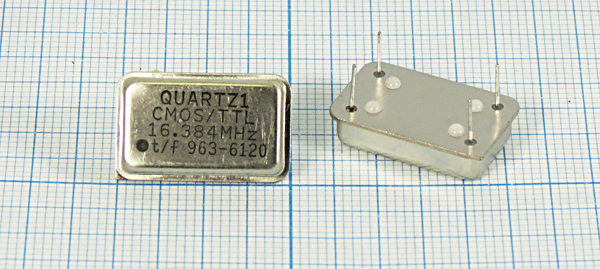 QUARTZ1
CMOS/TTL
16.384MHz
t/f 963-6120